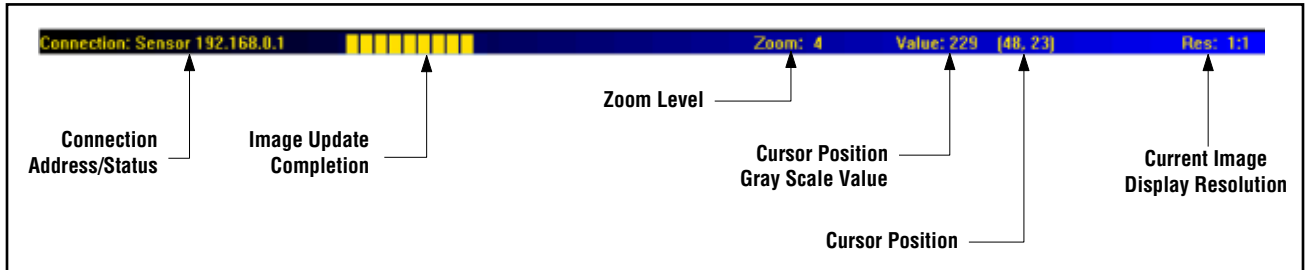 Connection: Sensor 192.168.0.1 Zoom: 4 Value: 229 (48, 23) Res: 1:1
Zoom Level
Connection
Address/Status
Image Update
Completion
Cursor Position
Gray Scale Value
Current Image
Display Resolution
Cursor Position